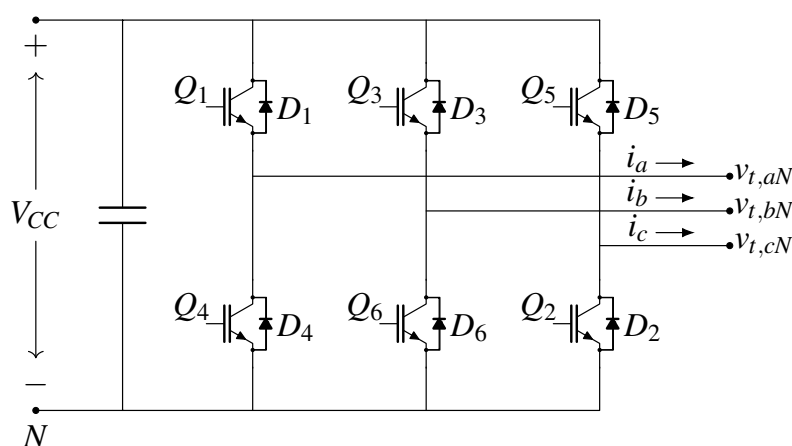 +
Q1 D1 Q3 D3 Q5 D5
ia
vt,aN
VCC
ib
vt,bN
ic
vt,cN
Q4 D4 Q6 D6 Q2 D2
−
N